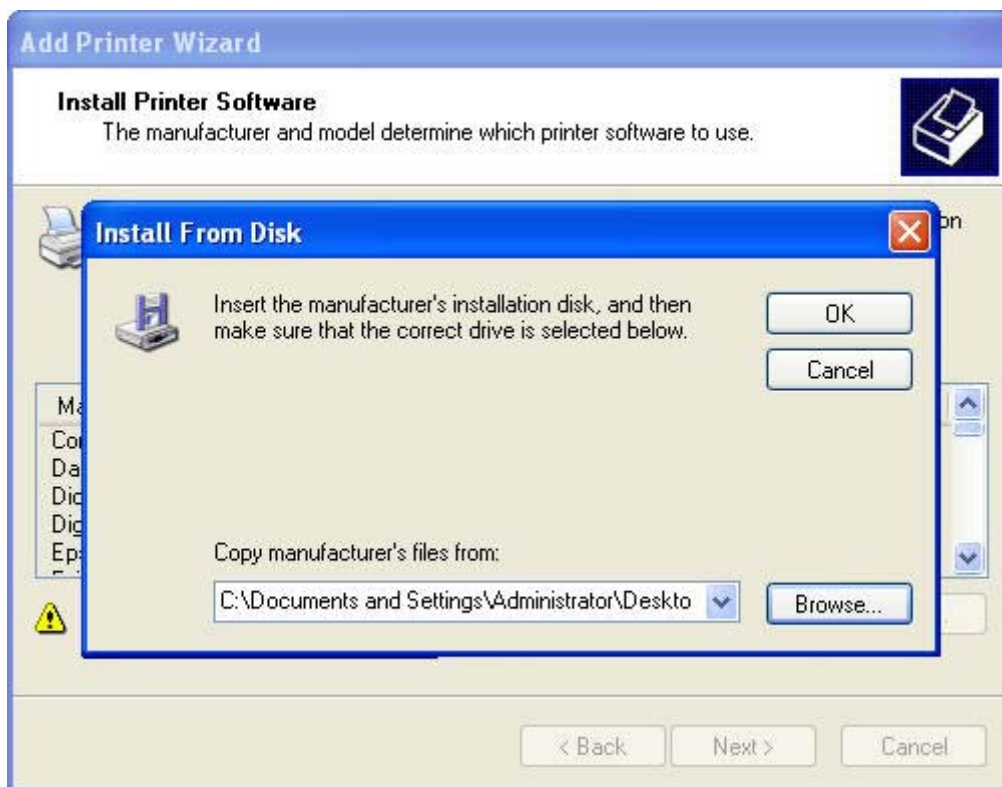 Add Printer Wizard
Install Printer Software
The manufacturer and model determine which printer software to use.
Install From Disk
Insert the manufacturer's installation disk, and then
make sure that the correct drive is selected below.
OK
Cancel
Copy manufacturer's files from:
C:\Documents and Settings\Administrator\Deskto
Browse...
< Back
Next >
Cancel